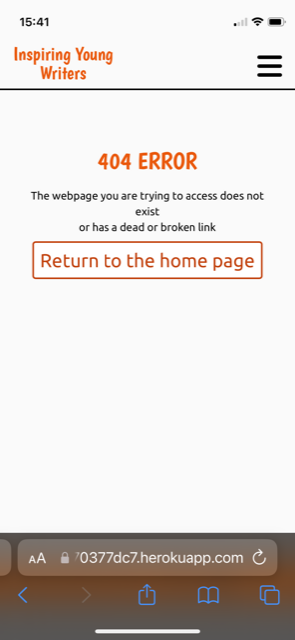 15:41
Inspiring Young
Writers
404 ERROR
The webpage you are trying to access does not
exist
or has a dead or broken link
Return to the home page
AA
70377dc7.herokuapp.com